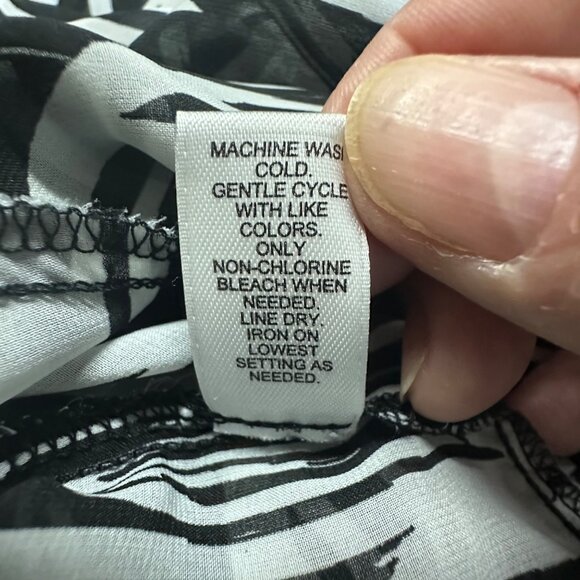 MACHINE WAS
COLD.
GENTLE CYCLE
WITH LIKE
COLORS.
ONLY
NON-CHLORINE
BLEACH WHEN
NEEDED.
LINE DRY.
IRON ON
LOWEST
SETTING AS
NEEDED.